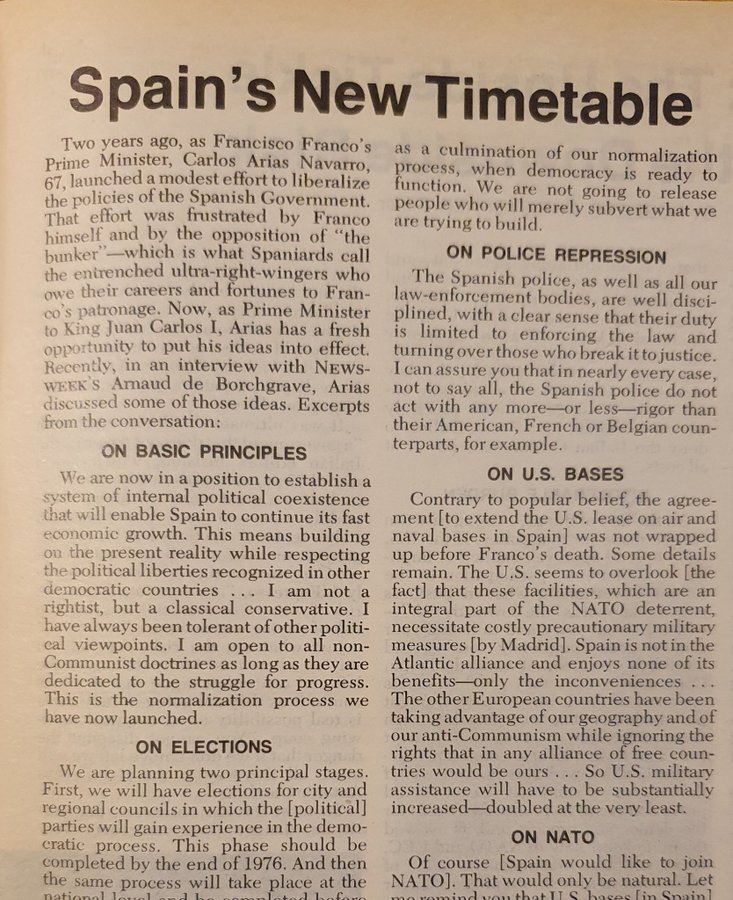 Spain's New Timetable
Two years ago, as Francisco Franco's
Prime Minister, Carlos Arias Navarro,
67, launched a modest effort to liberalize
the policies of the Spanish Government.
That effort was frustrated by Franco
himself and by the opposition of “the
bunker”—which is what Spaniards call
the entrenched ultra-right-wingers who
owe their careers and fortunes to Fran-
co's patronage. Now, as Prime Minister
to King Juan Carlos I, Arias has a fresh
opportunity to put his ideas into effect.
Recently, in an interview with NEWS-
WEEK'S Arnaud de Borchgrave, Arias
discussed some of those ideas. Excerpts
from the conversation:
ON BASIC PRINCIPLES
We are now in a position to establish a
system of internal political coexistence
that will enable Spain to continue its fast
economic growth. This means building
on the present reality while respecting
the political liberties recognized in other
democratic countries . . . I am not a
rightist, but a classical conservative. I
have always been tolerant of other politi-
cal viewpoints. I am open to all non-
Communist doctrines as long as they are
dedicated to the struggle for progress.
This is the normalization process we
have now launched.
ON ELECTIONS
We are planning two principal stages.
First, we will have elections for city and
regional councils in which the [political]
parties will gain experience in the demo-
cratic process. This phase should be
completed by the end of 1976. And then
the same process will take place at the
national level and be completed before
as a culmination of our normalization
process, when democracy is ready to
function. We are not going to release
people who will merely subvert what we
are trying to build.
ON POLICE REPRESSION
The Spanish police, as well as all our
law-enforcement bodies, are well disci-
plined, with a clear sense that their duty
is limited to enforcing the law and
turning over those who break it to justice.
I can assure you that in nearly every case,
not to say all, the Spanish police do not
act with any more—or less—rigor than
their American, French or Belgian coun-
terparts, for example.
ON U.S. BASES
Contrary to popular belief, the agree-
ment [to extend the U.S. lease on air and
naval bases in Spain] was not wrapped
up before Franco's death. Some details
remain. The U.S. seems to overlook [the
fact] that these facilities, which are an
integral part of the NATO deterrent,
necessitate costly precautionary military
measures [by Madrid]. Spain is not in the
Atlantic alliance and enjoys none of its
benefits—only the inconveniences . . .
The other European countries have been
taking advantage of our geography and of
our anti-Communism while ignoring the
rights that in any alliance of free coun-
tries would be ours . . . So U.S. military
assistance will have to be substantially
increased—doubled at the very least.
ON NATO
Of course [Spain would like to join
NATO]. That would only be natural. Let
me remind you that U.S. bases [in Spain]